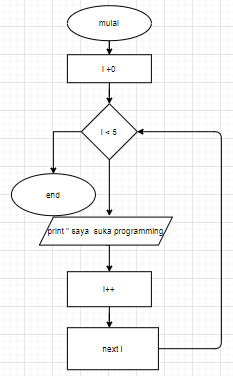 mulai
I +0
I < 5
end
print " saya  suka programming
I++
next I